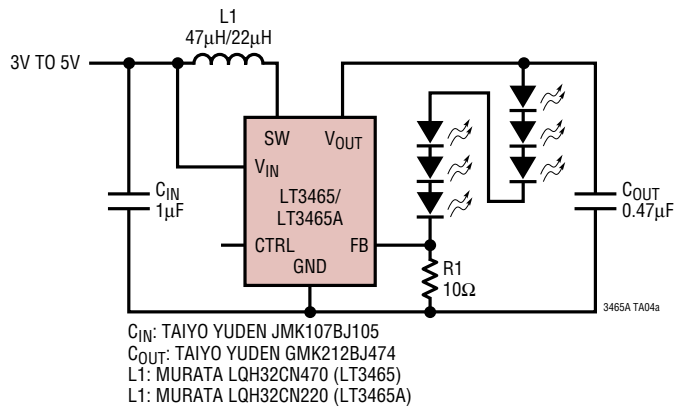 L1
47μH/22μH
3V TO 5V
SW
VOUT
VIN
LT3465/
LT3465A
CIN
1μF
COUT
0.47μF
CTRL
FB
GND
R1
10Ω
3465A TA04a
CIN: TAIYO YUDEN JMK107BJ105
COUT: TAIYO YUDEN GMK212BJ474
L1: MURATA LQH32CN470 (LT3465)
L1: MURATA LQH32CN220 (LT3465A)